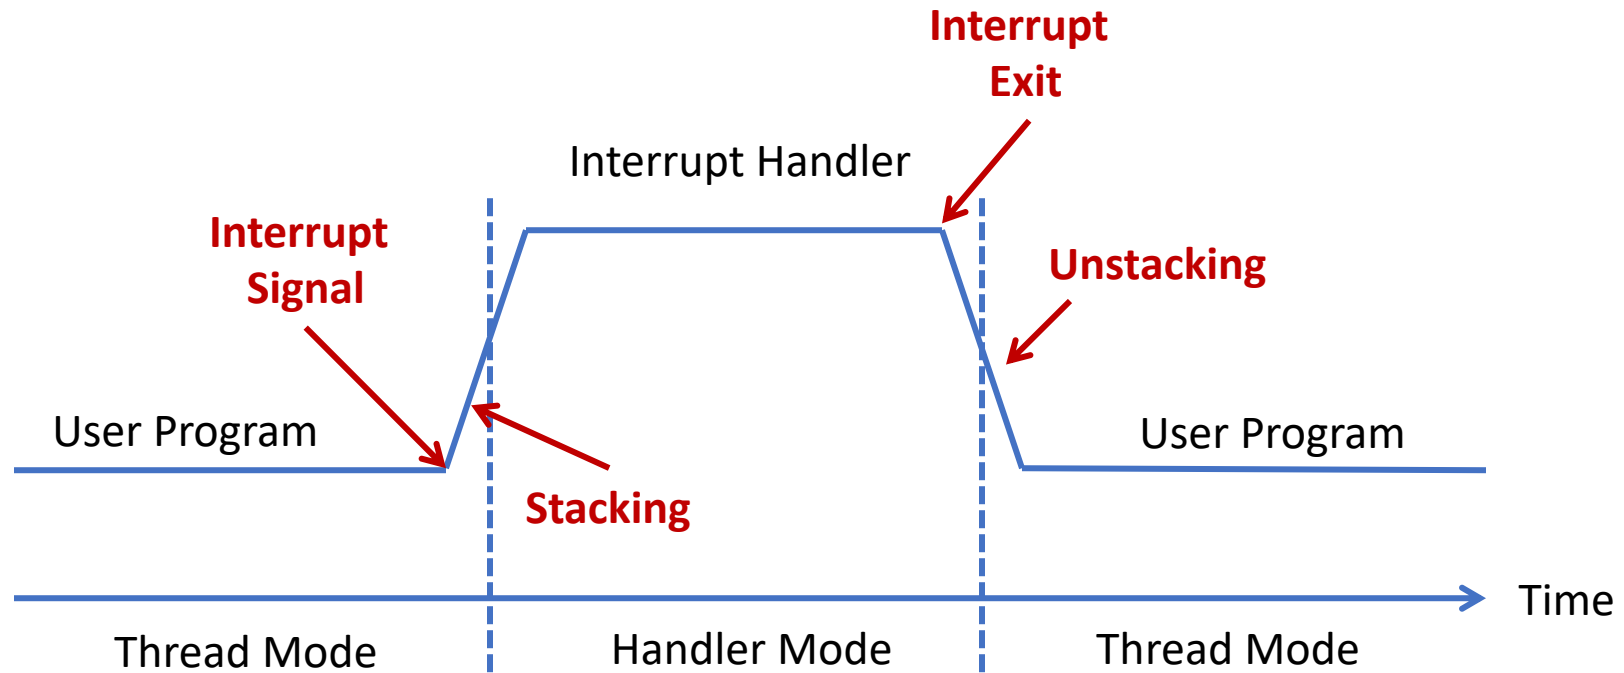 Interrupt
Exit
Interrupt Handler
Interrupt
Signal
Unstacking
User Program
User Program
Stacking
Time
Thread Mode
Handler Mode
Thread Mode